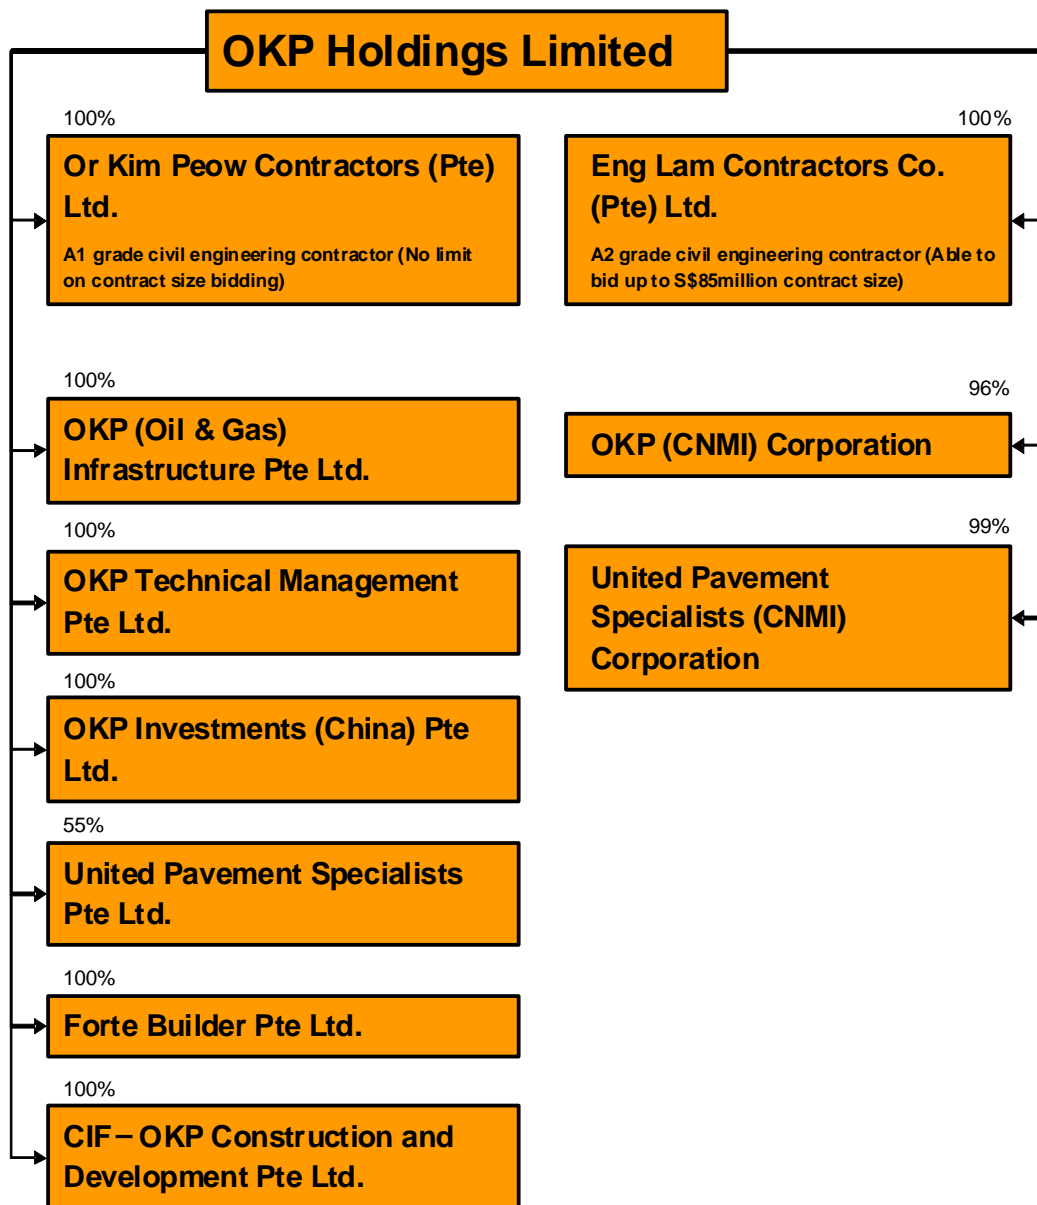 OKP Holdings Limited
100%
Or Kim Peow Contractors (Pte)
Ltd.
A1 grade civil engineering contractor (No limit
on contract size bidding)
100%
Eng Lam Contractors Co.
(Pte) Ltd.
A2 grade civil engineering contractor (Able to
bid up to S$85million contract size)
100%
OKP (Oil & Gas)
Infrastructure Pte Ltd.
96%
OKP (CNMI) Corporation
100%
OKP Technical Management
Pte Ltd.
99%
United Pavement
Specialists (CNMI)
Corporation
100%
OKP Investments (China) Pte
Ltd.
55%
United Pavement Specialists
Pte Ltd.
100%
Forte Builder Pte Ltd.
100%
CIF – OKP Construction and
Development Pte Ltd.